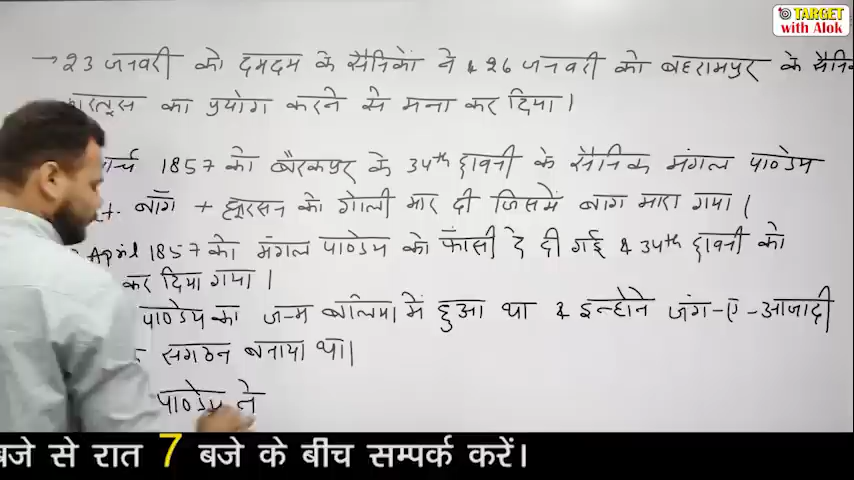 TARGET
with Alok
→ 23 जनवरी को दमदम के सैनिकों ने & 26 जनवरी को बहरामपुर के सैनिक
कारतूस का प्रयोग करने से मना कर दिया।
मार्च 1857 को बैरकपुर के 34th छावनी के सैनिक मंगल पाण्डेय
Lt. बाँग + ह्यूरसन को गोली मार दी जिसमें बाग मारा गया।
April 1857 को मंगल पाण्डेय को फांसी दे दी गई & 34th छावनी को
कर दिया गया।
पाण्डेय का जन्म बलिया में हुआ था & इन्होने जंग-ए-आजादी
संगठन बनाया था।
पाण्डेय ने
बजे से रात 7 बजे के बीच सम्पर्क करें।